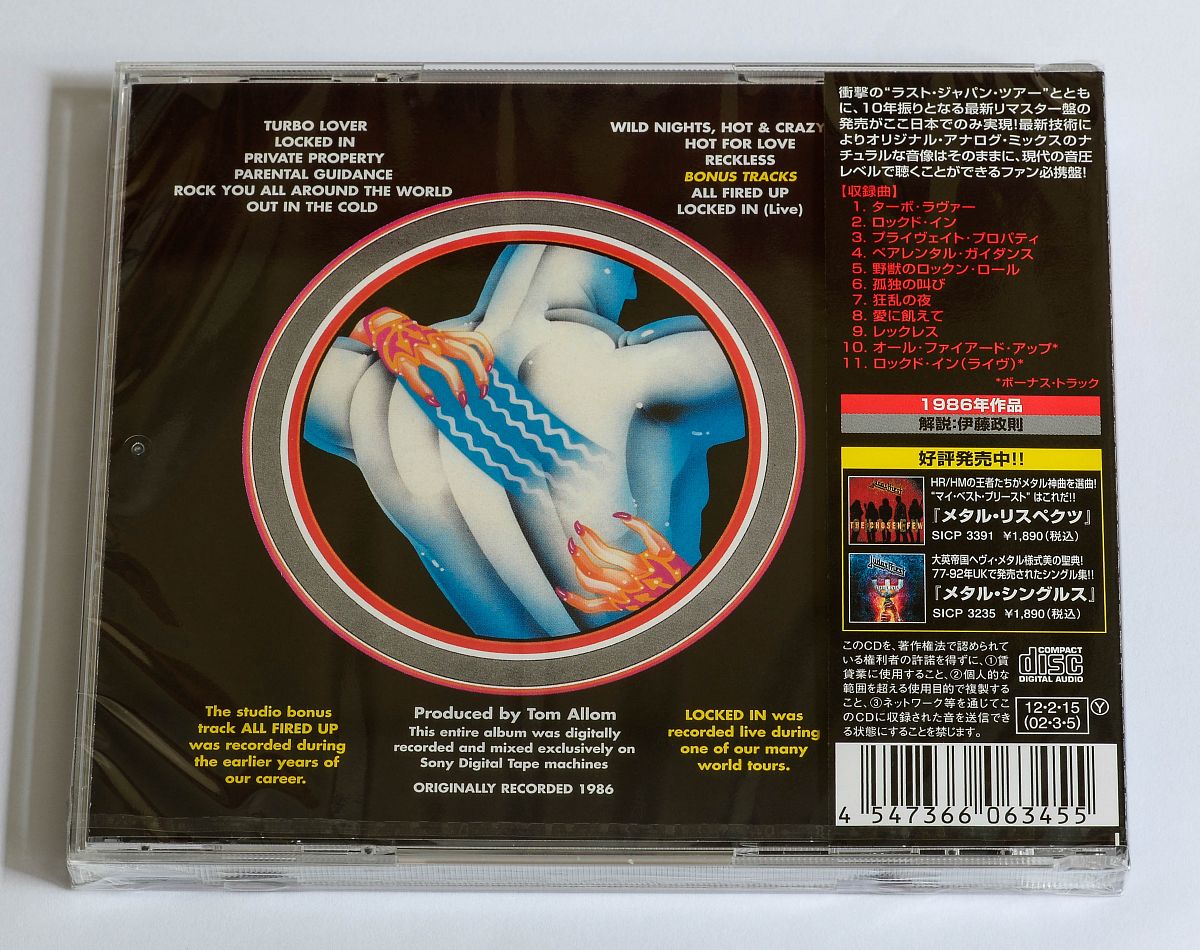 TURBO LOVER
LOCKED IN
PRIVATE PROPERTY
PARENTAL GUIDANCE
ROCK YOU ALL AROUND THE WORLD
OUT IN THE COLD
WILD NIGHTS, HOT & CRAZY
HOT FOR LOVE
RECKLESS
BONUS TRACKS
ALL FIRED UP
LOCKED IN (Live)
The studio bonus
track ALL FIRED UP
was recorded during
the earlier years of
our career.
Produced by Tom Allom
This entire album was digitally
recorded and mixed exclusively on
Sony Digital Tape machines
ORIGINALLY RECORDED 1986
LOCKED IN was
recorded live during
one of our many
world tours.
衝撃の“ラスト・ジャパン・ツアー”ととも
に、10年振りとなる最新リマスター盤の
発売がここ日本でのみ実現!最新技術に
よりオリジナル・アナログ・ミックスのナ
チュラルな音像はそのままに、現代の音圧
レベルで聴くことができるファン必携盤!
【収録曲】
1. ターボ・ラヴァー
2. ロックド・イン
3. プライヴェイト・プロパティ
4. ペアレンタル・ガイダンス
5. 野獣のロックン・ロール
6. 孤独の叫び
7. 狂乱の夜
8. 愛に飢えて
9. レックレス
10. オール・ファイアード・アップ*
11. ロックド・イン(ライヴ)*
*ボーナス・トラック
1986年作品
解説:伊藤政則
好評発売中!!
HR/HMの王者たちがメタル神曲を選曲!
“マイ・ベスト・プリースト”はこれだ!!
『メタル・リスペクツ』
SICP 3391 ¥1,890(税込)
Judas Priest
THE CHOSEN FEW
大英帝国ヘヴィ・メタル様式美の聖典!
77-92年UKで発売されたシングル集!!
『メタル・シングルス』
SICP 3235 ¥1,890(税込)
Judas Priest
このCDを、著作権法で認められて
いる権利者の許諾を得ずに、①賃
貸業に使用すること、②個人的な
範囲を超える使用目的で複製する
こと、③ネットワーク等を通じてこ
のCDに収録された音を送信でき
る状態にすることを禁じます。
COMPACT
disc
DIGITAL AUDIO
12・2・15
(02・3・5)
Y
4 547366 063455